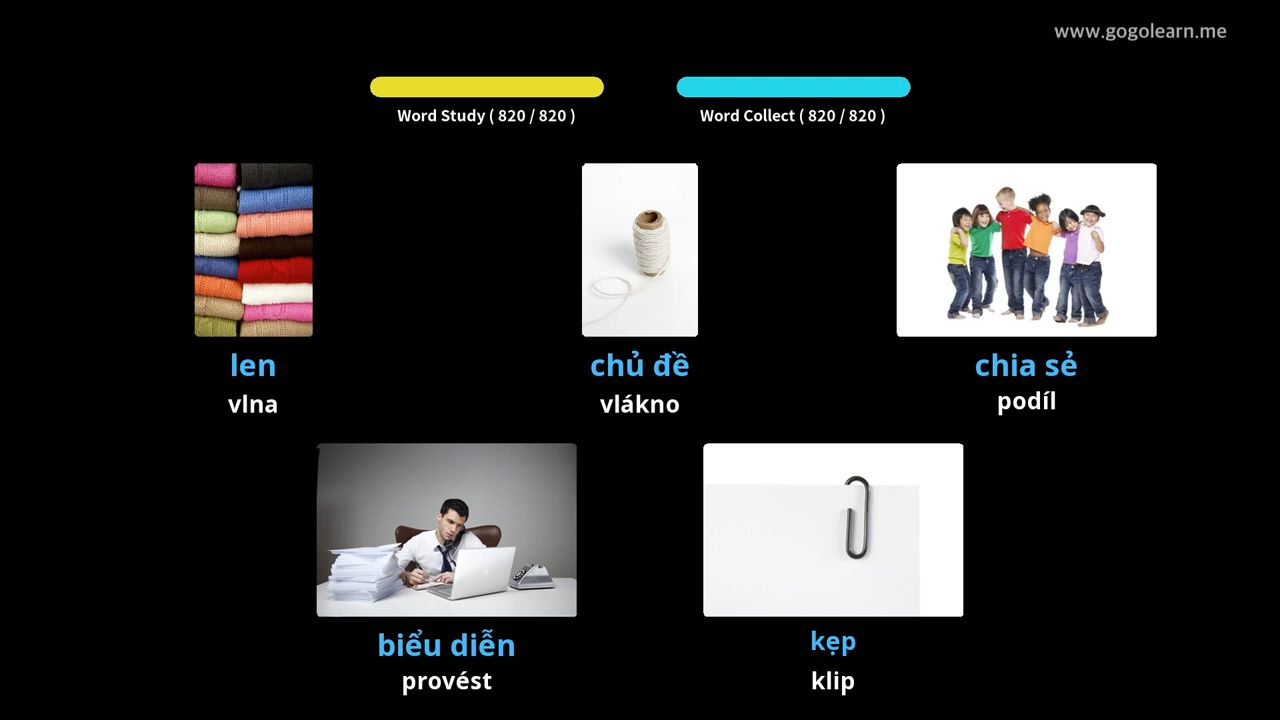 www.gogolearn.me
Word Study ( 820 / 820 )
Word Collect ( 820 / 820 )
len
vlna
chủ đề
vlákno
chia sẻ
podíl
biểu diễn
provést
kẹp
klip